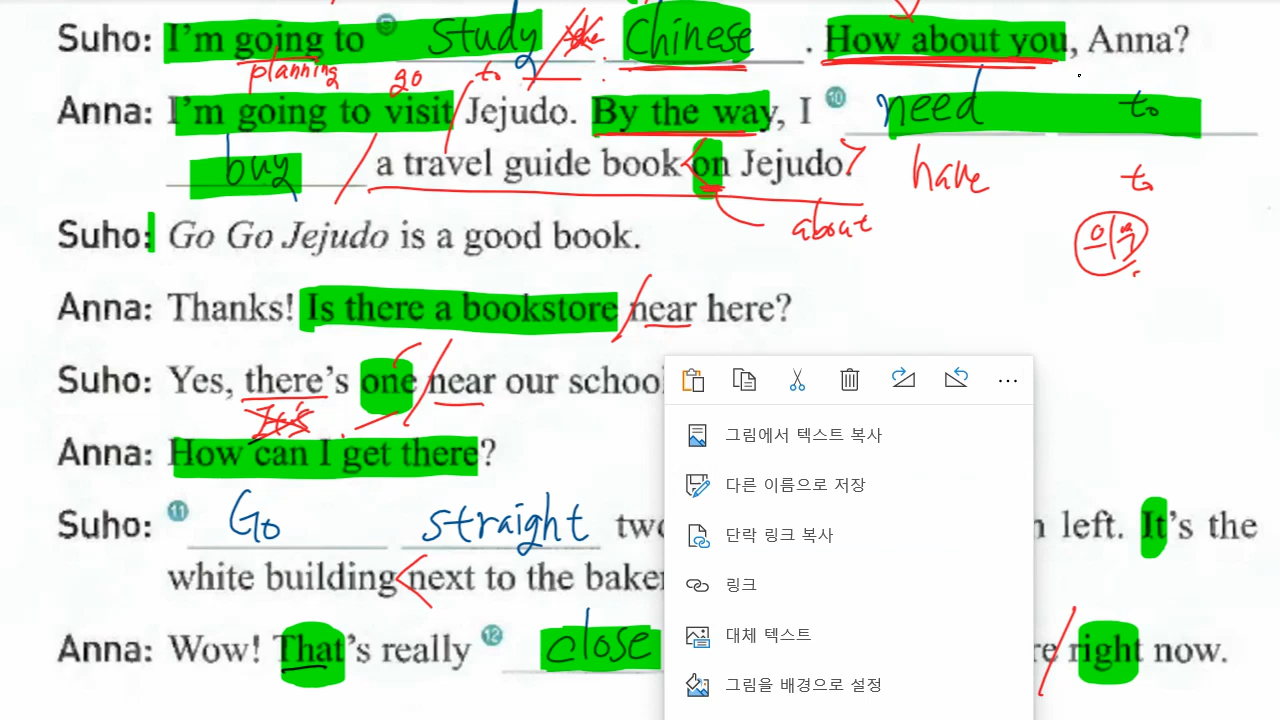 Suho: I'm going to ⑨ study the Chinese . How about you, Anna?
planning go to
Anna: I'm going to visit Jejudo. By the way, I ⑩ need to
buy a travel guide book on Jejudo.
have to
about
의무
Suho: Go Go Jejudo is a good book.
Anna: Thanks! Is there a bookstore near here?
Suho: Yes, there's one near our
It's
Anna: How can I get there?
Suho: ⑪ Go straight left. It's the
white building next to the
Anna: Wow! That's really ⑫ close right now.
그림에서 텍스트 복사
다른 이름으로 저장
단락 링크 복사
링크
대체 텍스트
그림을 배경으로 설정